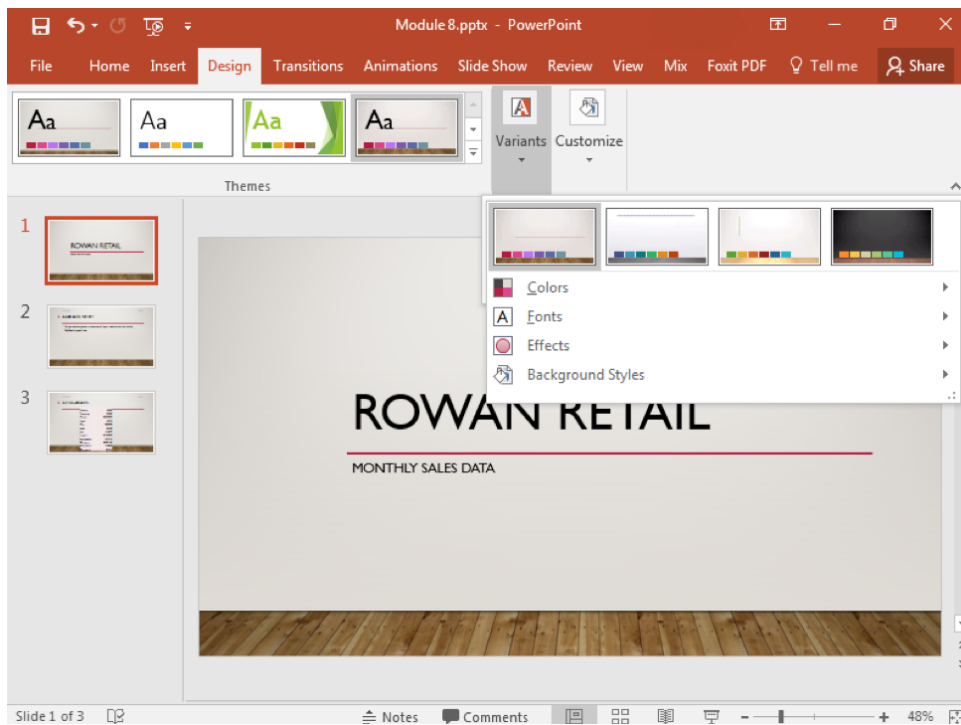 Module 8.pptx - PowerPoint
File Home Insert Design Transitions Animations Slide Show Review View Mix Foxit PDF Tell me Share
Aa Aa Aa Aa
Variants Customize
Themes
1
ROWAN RETAIL
2
3
Colors
Fonts
Effects
Background Styles
ROWAN RETAIL
MONTHLY SALES DATA
Slide 1 of 3 Notes Comments 48%